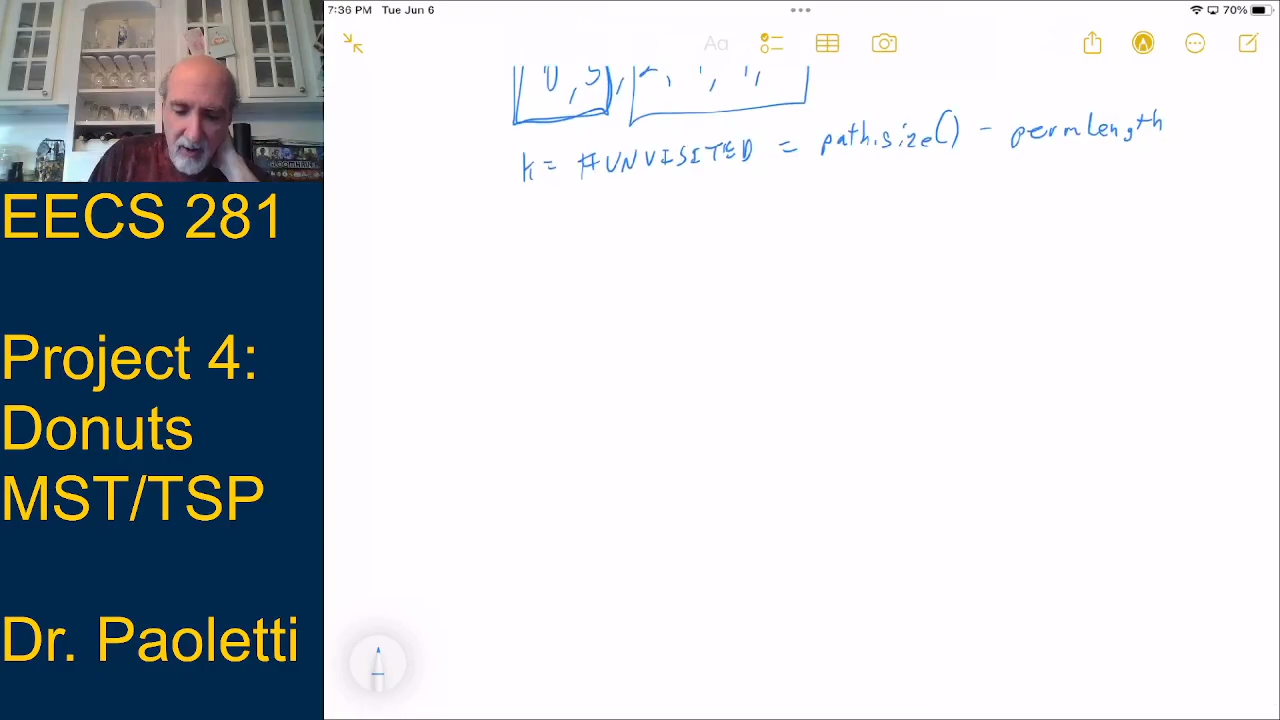 7:36 PM Tue Jun 6
70%
Aa
k = #UNVISITED = path.size() - permLength
EECS 281
Project 4:
Donuts
MST/TSP
Dr. Paoletti